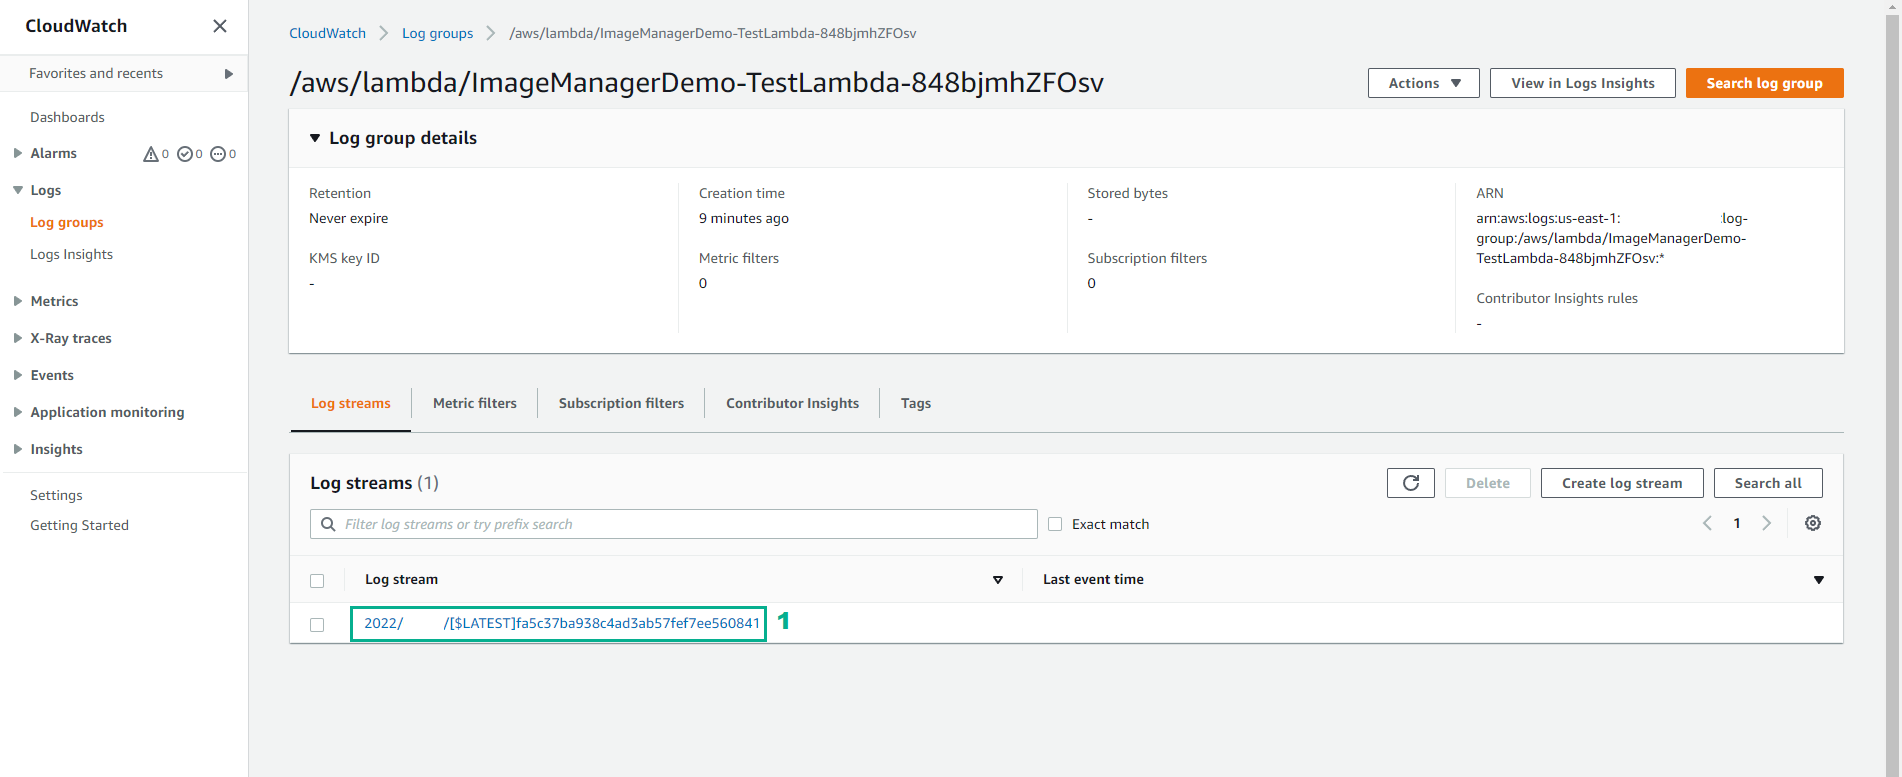 CloudWatch
Favorites and recents
Dashboards
Alarms 0 0 0
Logs
Log groups
Logs Insights
Metrics
X-Ray traces
Events
Application monitoring
Insights
Settings
Getting Started
CloudWatch Log groups /aws/lambda/ImageManagerDemo-TestLambda-848bjmhZFOsv
/aws/lambda/ImageManagerDemo-TestLambda-848bjmhZFOsv
Actions View in Logs Insights Search log group
Log group details
Retention
Never expire
KMS key ID
-
Creation time
9 minutes ago
Metric filters
0
Stored bytes
-
Subscription filters
0
ARN
arn:aws:logs:us-east-1: :log-
group:/aws/lambda/ImageManagerDemo-
TestLambda-848bjmhZFOsv:*
Contributor Insights rules
-
Log streams Metric filters Subscription filters Contributor Insights Tags
Log streams (1)
Delete Create log stream Search all
Filter log streams or try prefix search Exact match 1
Log stream Last event time
2022/ /[$LATEST]fa5c37ba938c4ad3ab57fef7ee560841 1